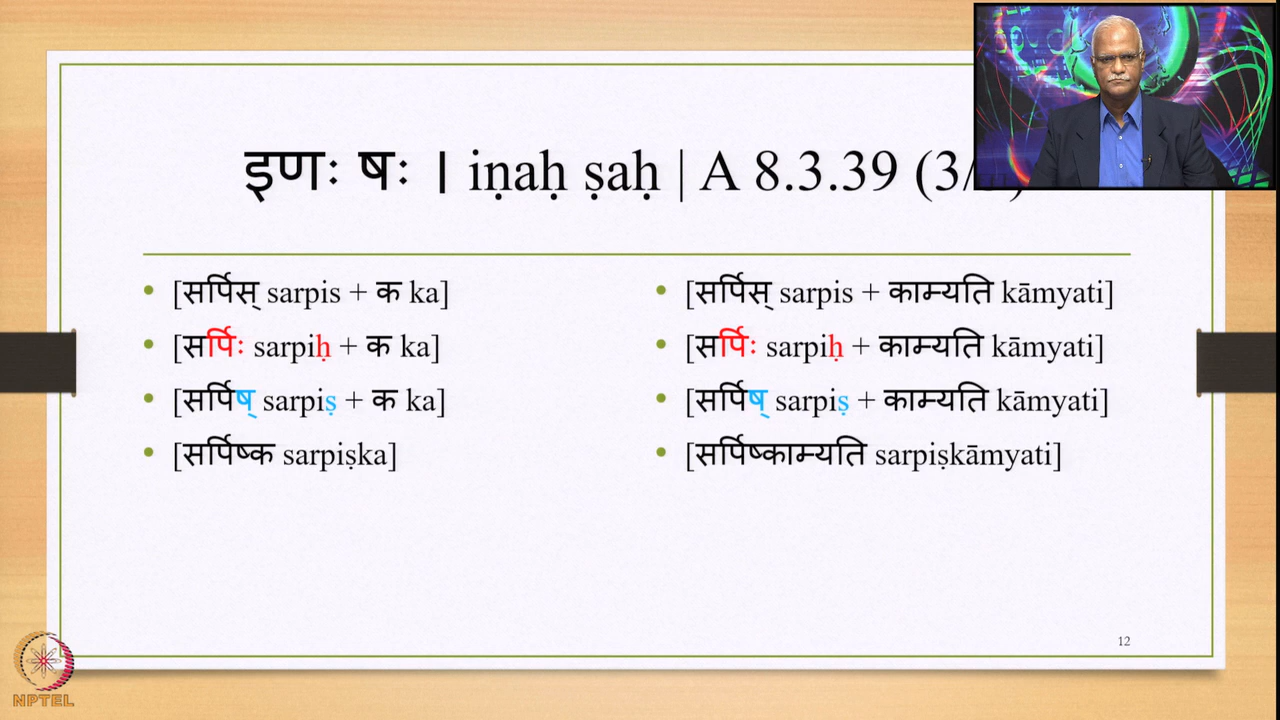 इणः षः । iṇaḥ ṣaḥ | A 8.3.39 (3/
[सर्पिस् sarpis + क ka]
[सर्पिः sarpiḥ + क ka]
[सर्पिष् sarpiṣ + क ka]
[सर्पिष्क sarpiṣka]
[सर्पिस् sarpis + काम्यति kāmyati]
[सर्पिः sarpiḥ + काम्यति kāmyati]
[सर्पिष् sarpiṣ + काम्यति kāmyati]
[सर्पिष्काम्यति sarpiṣkāmyati]
12
NPTEL